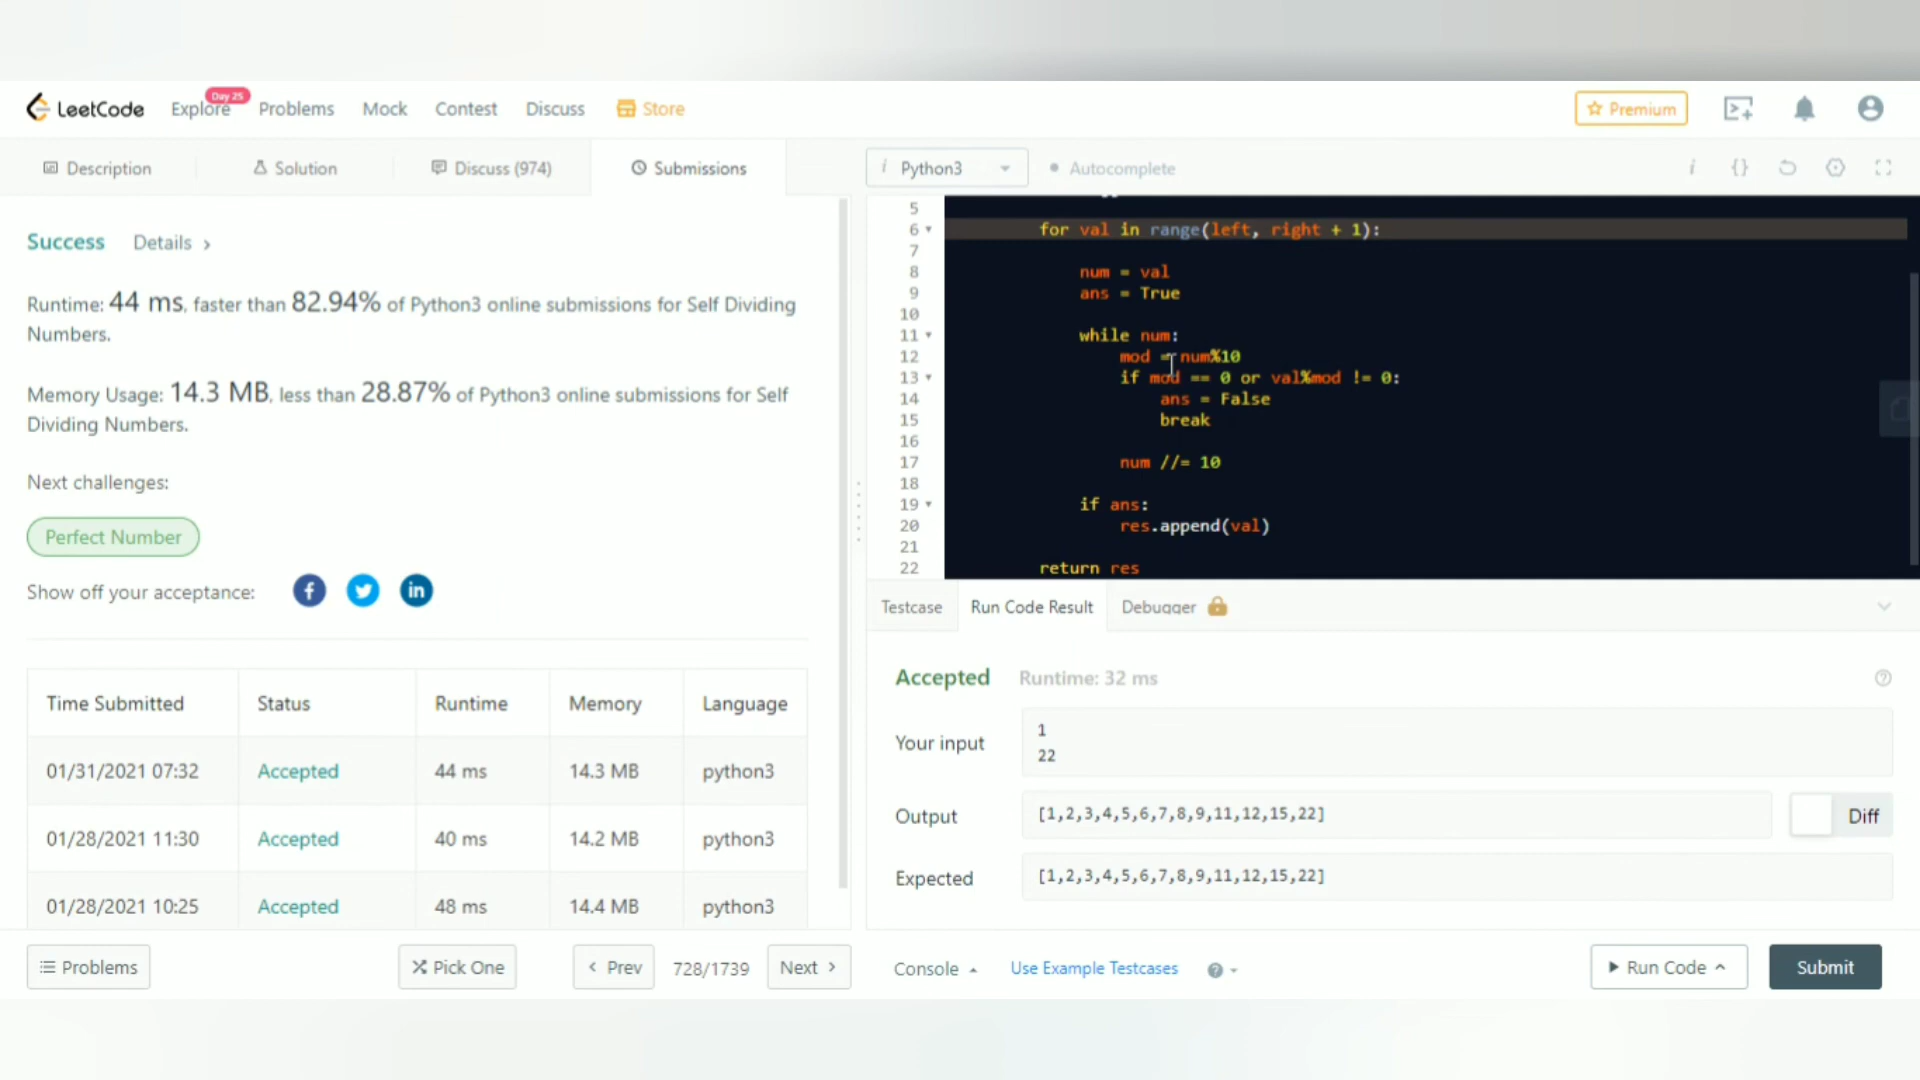 LeetCode
Explore
Day 25
Problems
Mock
Contest
Discuss
Store
Premium
Description
Solution
Discuss (974)
Submissions
i Python3
Autocomplete
Success
Details >
Runtime: 44 ms, faster than 82.94% of Python3 online submissions for Self Dividing
Numbers.
Memory Usage: 14.3 MB, less than 28.87% of Python3 online submissions for Self
Dividing Numbers.
Next challenges:
Perfect Number
Show off your acceptance:
Time Submitted Status Runtime Memory Language
01/31/2021 07:32 Accepted 44 ms 14.3 MB python3
01/28/2021 11:30 Accepted 40 ms 14.2 MB python3
01/28/2021 10:25 Accepted 48 ms 14.4 MB python3
Problems
Pick One
< Prev
728/1739
Next >
5
6 for val in range(left, right + 1):
7
8 num = val
9 ans = True
10
11 while num:
12 mod = num%10
13 if mod == 0 or val%mod != 0:
14 ans = False
15 break
16
17 num //= 10
18
19 if ans:
20 res.append(val)
21
22 return res
Testcase
Run Code Result
Debugger
Accepted
Runtime: 32 ms
Your input
1
22
Output
[1,2,3,4,5,6,7,8,9,11,12,15,22]
Diff
Expected
[1,2,3,4,5,6,7,8,9,11,12,15,22]
Console
Use Example Testcases
Run Code
Submit